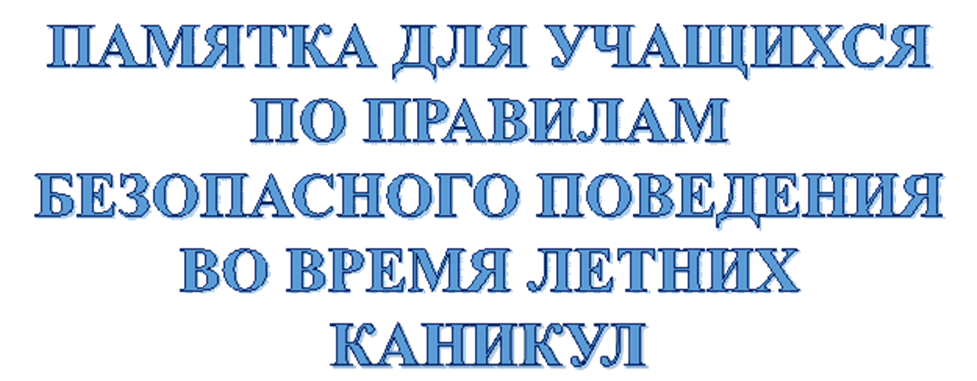 ПАМЯТКА ДЛЯ УЧАЩИХСЯ
ПО ПРАВИЛАМ
БЕЗОПАСНОГО ПОВЕДЕНИЯ
ВО ВРЕМЯ ЛЕТНИХ
КАНИКУЛ